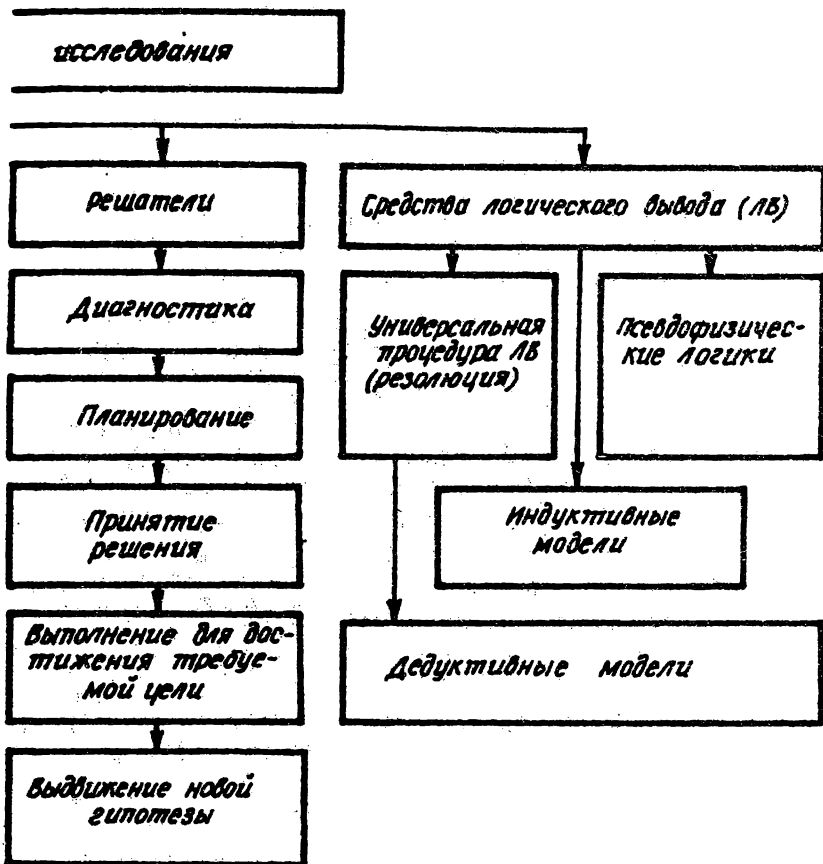 исследования
Решатели
Средства логического вывода (ЛВ)
Диагностика
Универсальная
процедура ЛВ
(резолюция)
Псевдофизичес-
кие логики
Планирование
Принятие
решения
Индуктивные
модели
Выполнение для дос-
тижения требуе-
мой цели
Дедуктивные модели
Выдвижение новой
гипотезы